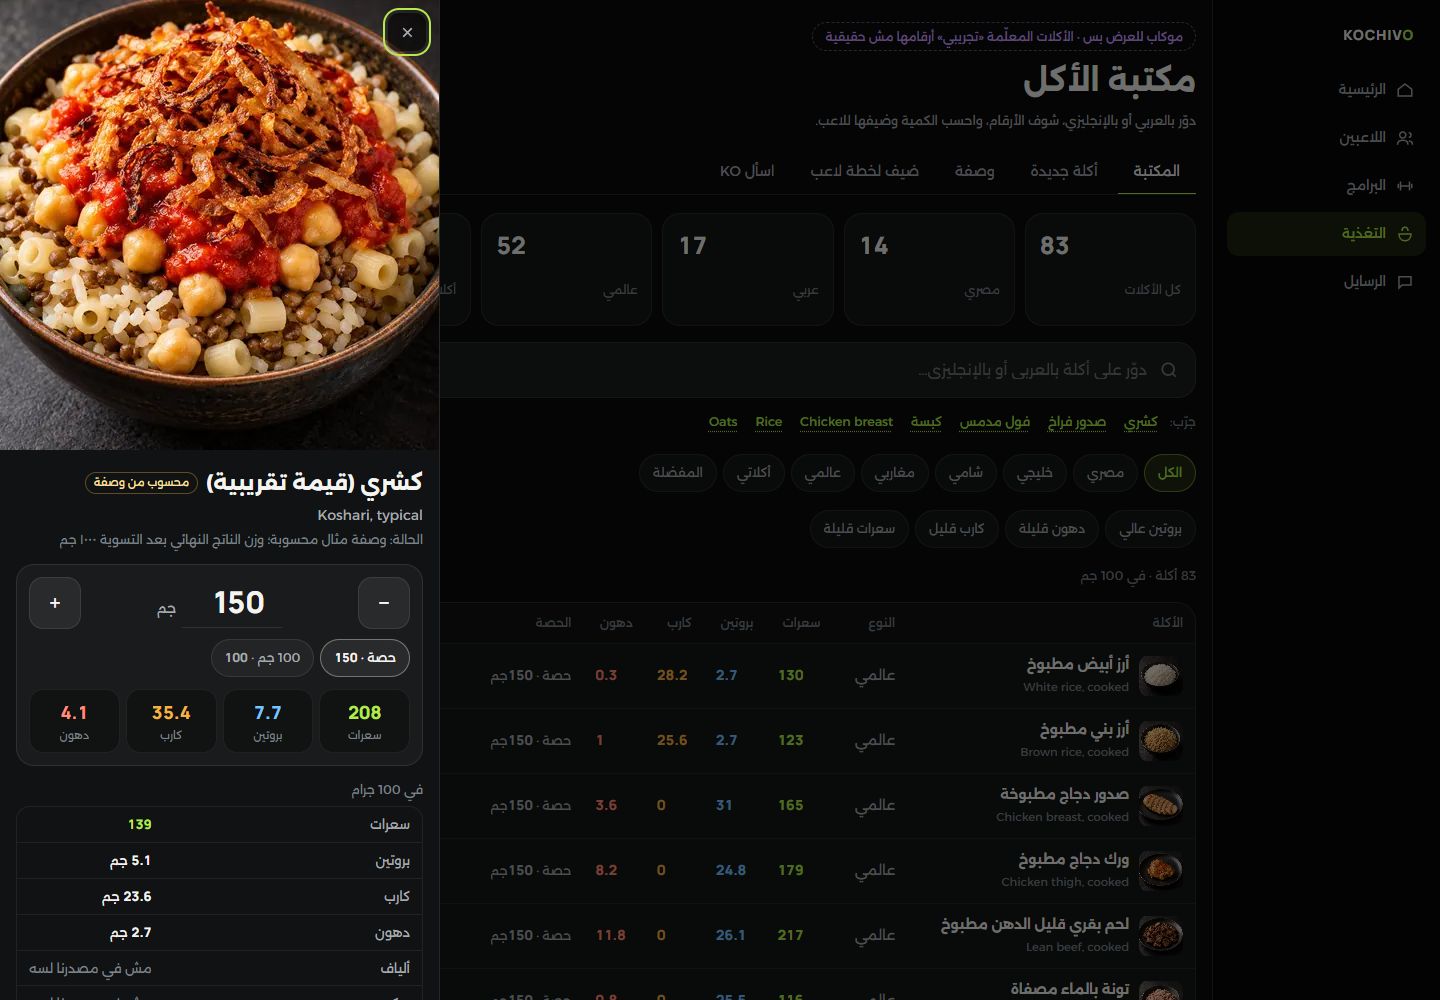 KOCHIVO
الرئيسية
اللاعبين
البرامج
التغذية
الرسايل
موكاب للعرض بس · الأكلات المعلّمة «تجريبي» أرقامها مش حقيقية
مكتبة الأكل
دوّر بالعربي أو بالإنجليزي، شوف الأرقام، واحسب الكمية وضيفها للاعب.
المكتبة
أكلة جديدة
وصفة
ضيف لخطة لاعب
اسأل KO
83
كل الأكلات
14
مصري
17
عربي
52
عالمي
دوّر على أكلة بالعربي أو بالإنجليزي...
جرّب: كشري صدور فراخ فول مدمس كبسة Chicken breast Rice Oats
الكل مصري خليجي شامي مغاربي عالمي أكلاتي المفضلة
بروتين عالي دهون قليلة كارب قليل سعرات قليلة
83 أكلة · في 100 جم
الأكلة النوع سعرات بروتين كارب دهون الحصة
أرز أبيض مطبوخ عالمي 130 2.7 28.2 0.3 حصة · 150جم
White rice, cooked
أرز بني مطبوخ عالمي 123 2.7 25.6 1 حصة · 150جم
Brown rice, cooked
صدور دجاج مطبوخة عالمي 165 31 0 3.6 حصة · 150جم
Chicken breast, cooked
ورك دجاج مطبوخ عالمي 179 24.8 0 8.2 حصة · 150جم
Chicken thigh, cooked
لحم بقري قليل الدهن مطبوخ عالمي 217 26.1 0 11.8 حصة · 150جم
Lean beef, cooked
تونة بالماء مصفاة
×
كشري (قيمة تقريبية) محسوب من وصفة
Koshari, typical
الحالة: وصفة مثال محسوبة؛ وزن الناتج النهائي بعد التسوية ١٠٠٠ جم
− 150 جم +
حصة · 150 100 جم · 100
208 7.7 35.4 4.1
سعرات بروتين كارب دهون
في 100 جرام
سعرات 139
بروتين 5.1 جم
كارب 23.6 جم
دهون 2.7 جم
ألياف مش في مصدرنا لسه